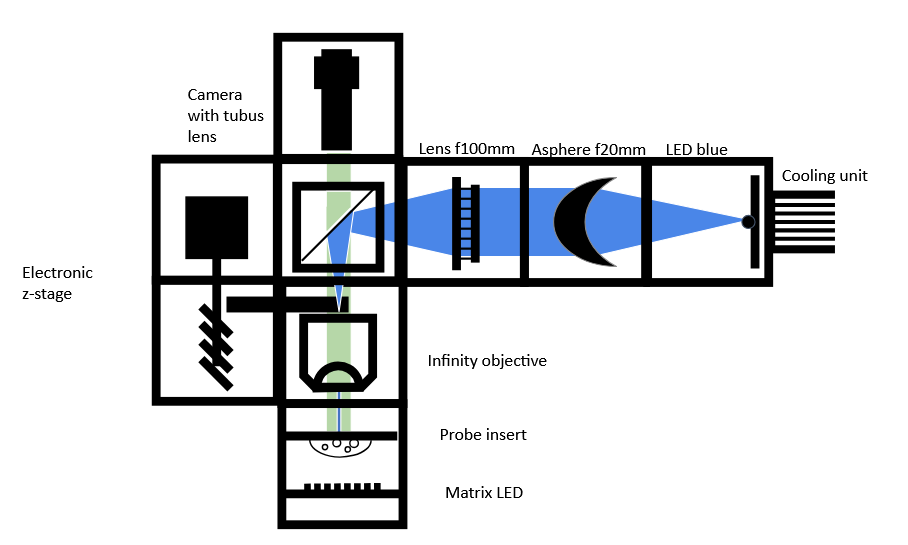 Camera
with tubus
lens
Lens f100mm
Asphere f20mm
LED blue
Cooling unit
Electronic
z-stage
Infinity objective
Probe insert
Matrix LED